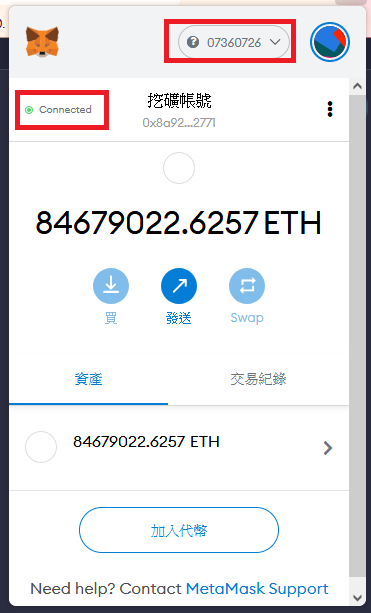 07360726
Connected
挖礦帳號
0x8a92...2771
84679022.6257 ETH
買
發送
Swap
資產
交易紀錄
84679022.6257 ETH
加入代幣
Need help? Contact MetaMask Support